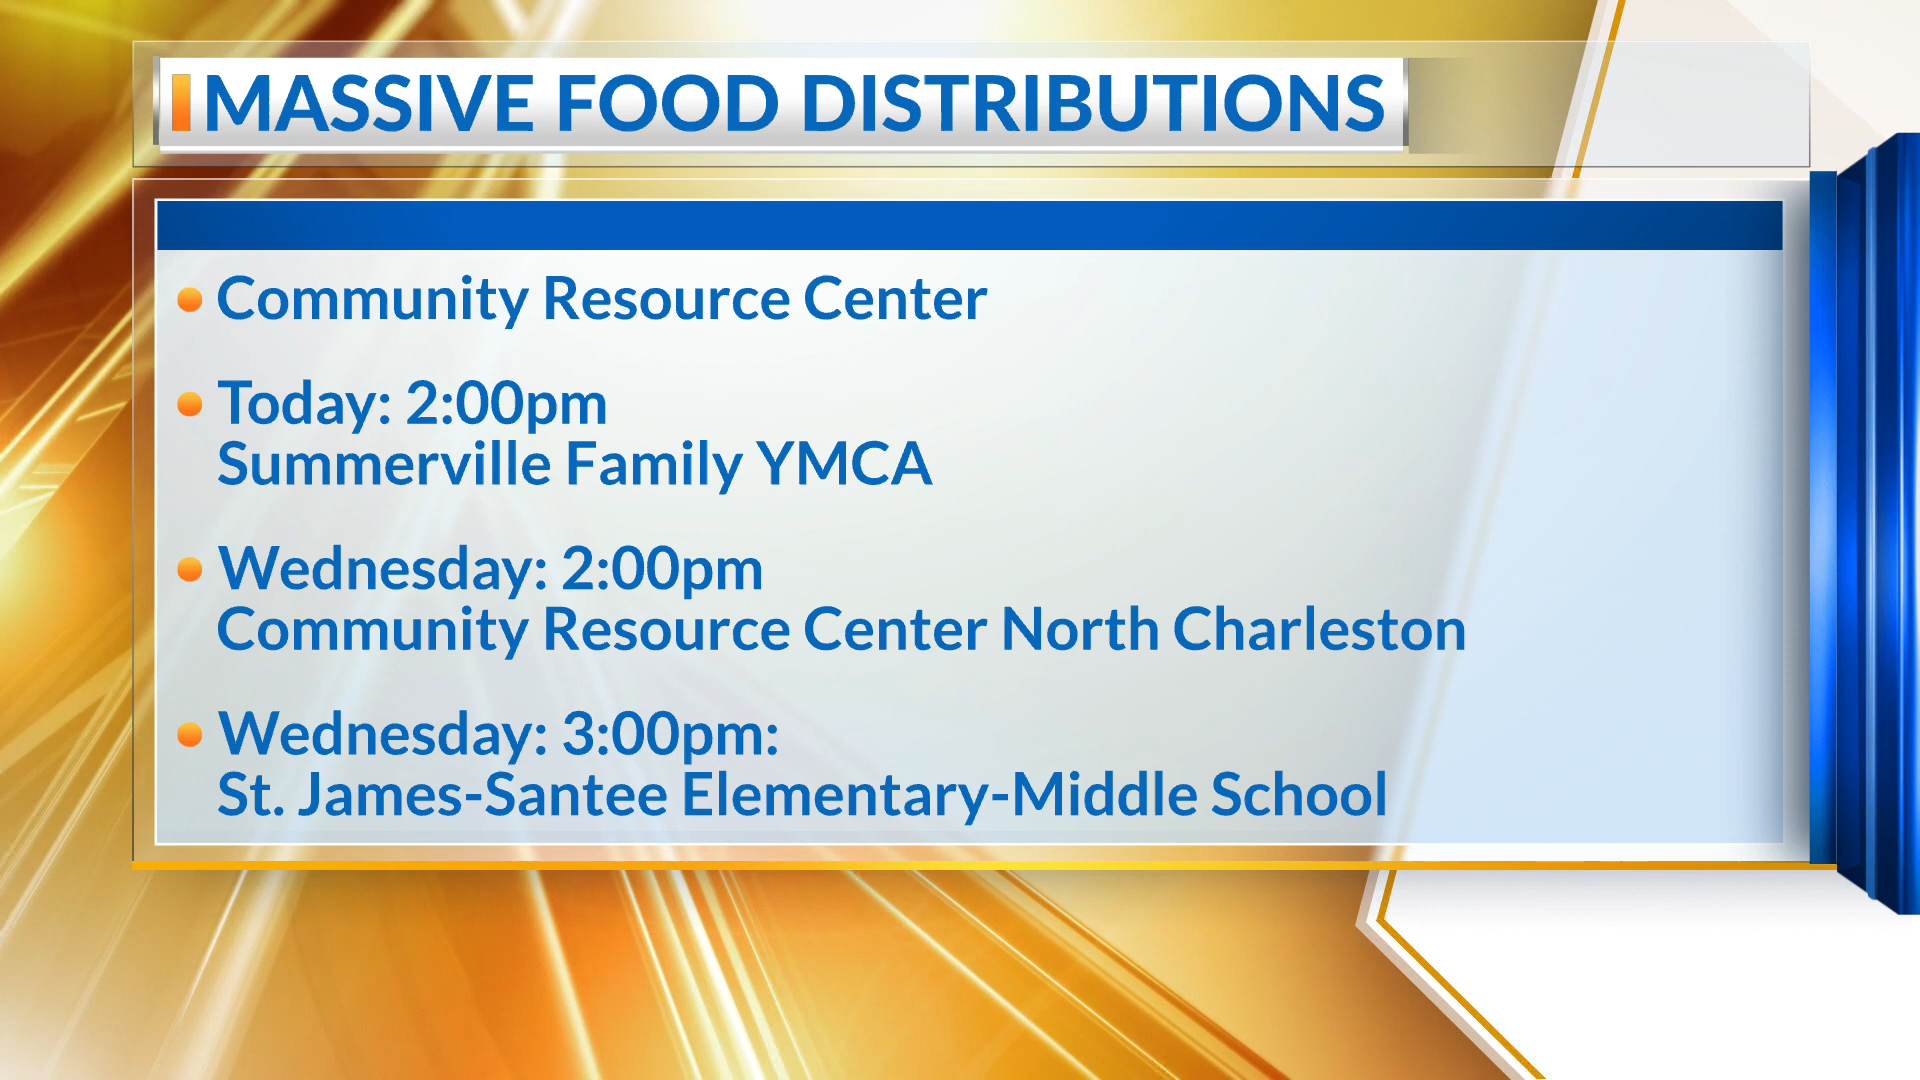 MASSIVE FOOD DISTRIBUTIONS
Community Resource Center
Today: 2:00pm
Summerville Family YMCA
Wednesday: 2:00pm
Community Resource Center North Charleston
Wednesday: 3:00pm:
St. James-Santee Elementary-Middle School